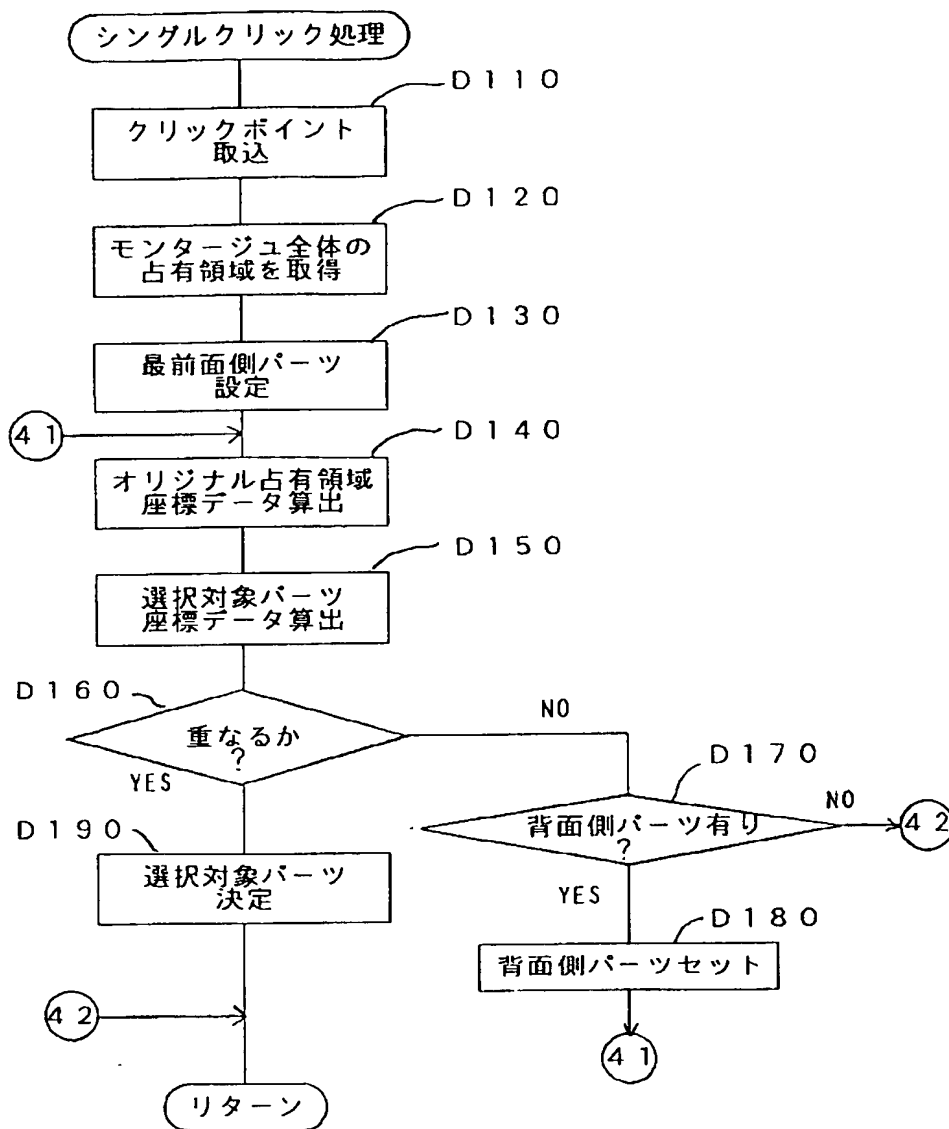 シングルクリック処理
D110
クリックポイント
取込
D120
モンタージュ全体の
占有領域を取得
D130
最前面側パーツ
設定
41
D140
オリジナル占有領域
座標データ算出
D150
選択対象パーツ
座標データ算出
D160
重なるか
?
NO
YES
D170
背面側パーツ有り
?
NO
42
YES
D190
選択対象パーツ
決定
D180
背面側パーツセット
42
41
リターン